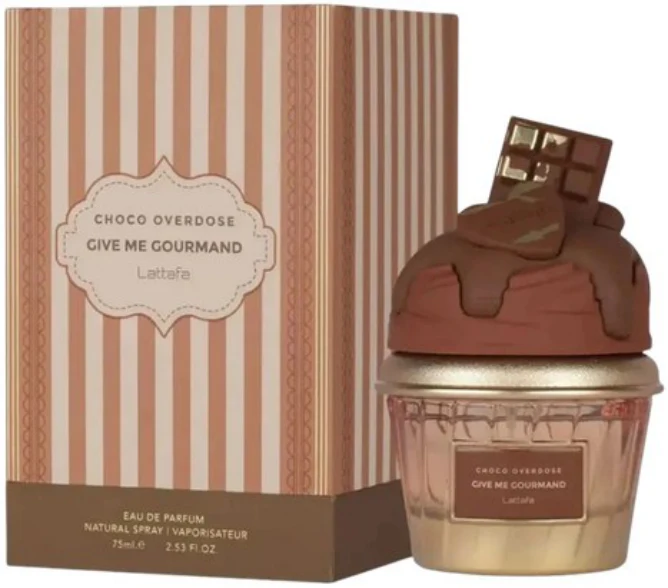 CHOCO OVERDOSE
GIVE ME GOURMAND
Lattafa
EAU DE PARFUM
NATURAL SPRAY | VAPORISATEUR
75ml.℮ 2.53 Fl.OZ.
CHOCO OVERDOSE
GIVE ME GOURMAND
Lattafa